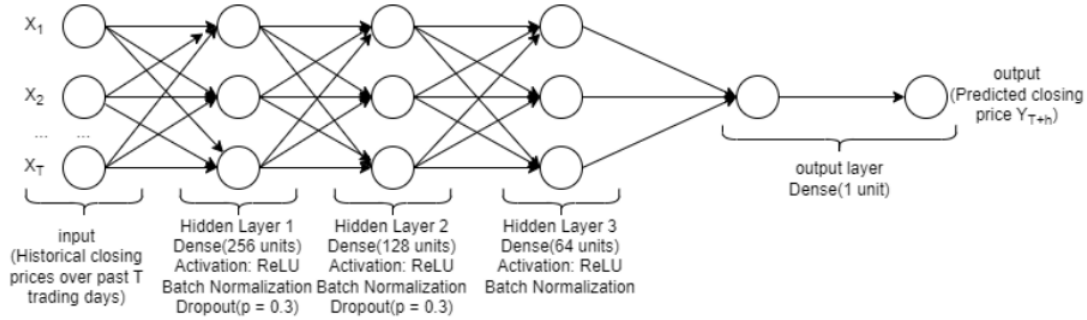 X1
X2
... ...
XT
input
(Historical closing
prices over past T
trading days)
Hidden Layer 1
Dense(256 units)
Activation: ReLU
Batch Normalization
Dropout(p = 0.3)
Hidden Layer 2
Dense(128 units)
Activation: ReLU
Batch Normalization
Dropout(p = 0.3)
Hidden Layer 3
Dense(64 units)
Activation: ReLU
Batch Normalization
output layer
Dense(1 unit)
output
(Predicted closing
price YT+h)